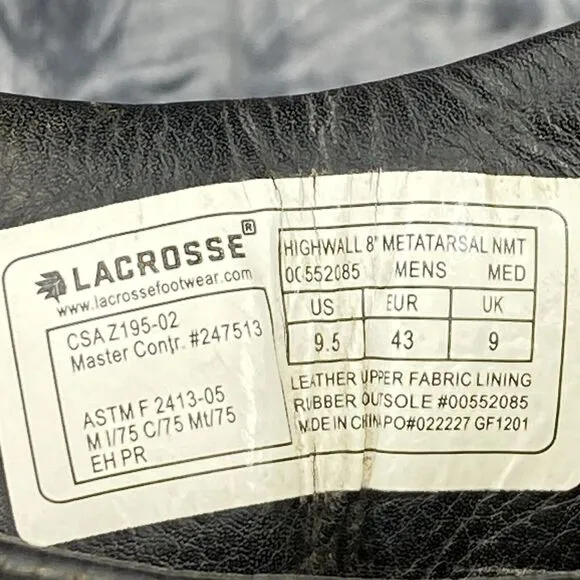 LACROSSE®
www.lacrossefootwear.com
CSA Z195-02
Master Contr. #247513
ASTM F 2413-05
M I/75 C/75 Mt/75
EH PR
HIGHWALL 8" METATARSAL NMT
00552085 MENS MED
US EUR UK
9.5 43 9
LEATHER UPPER FABRIC LINING
RUBBER OUTSOLE #00552085
MADE IN CHINA PO#022227 GF1201